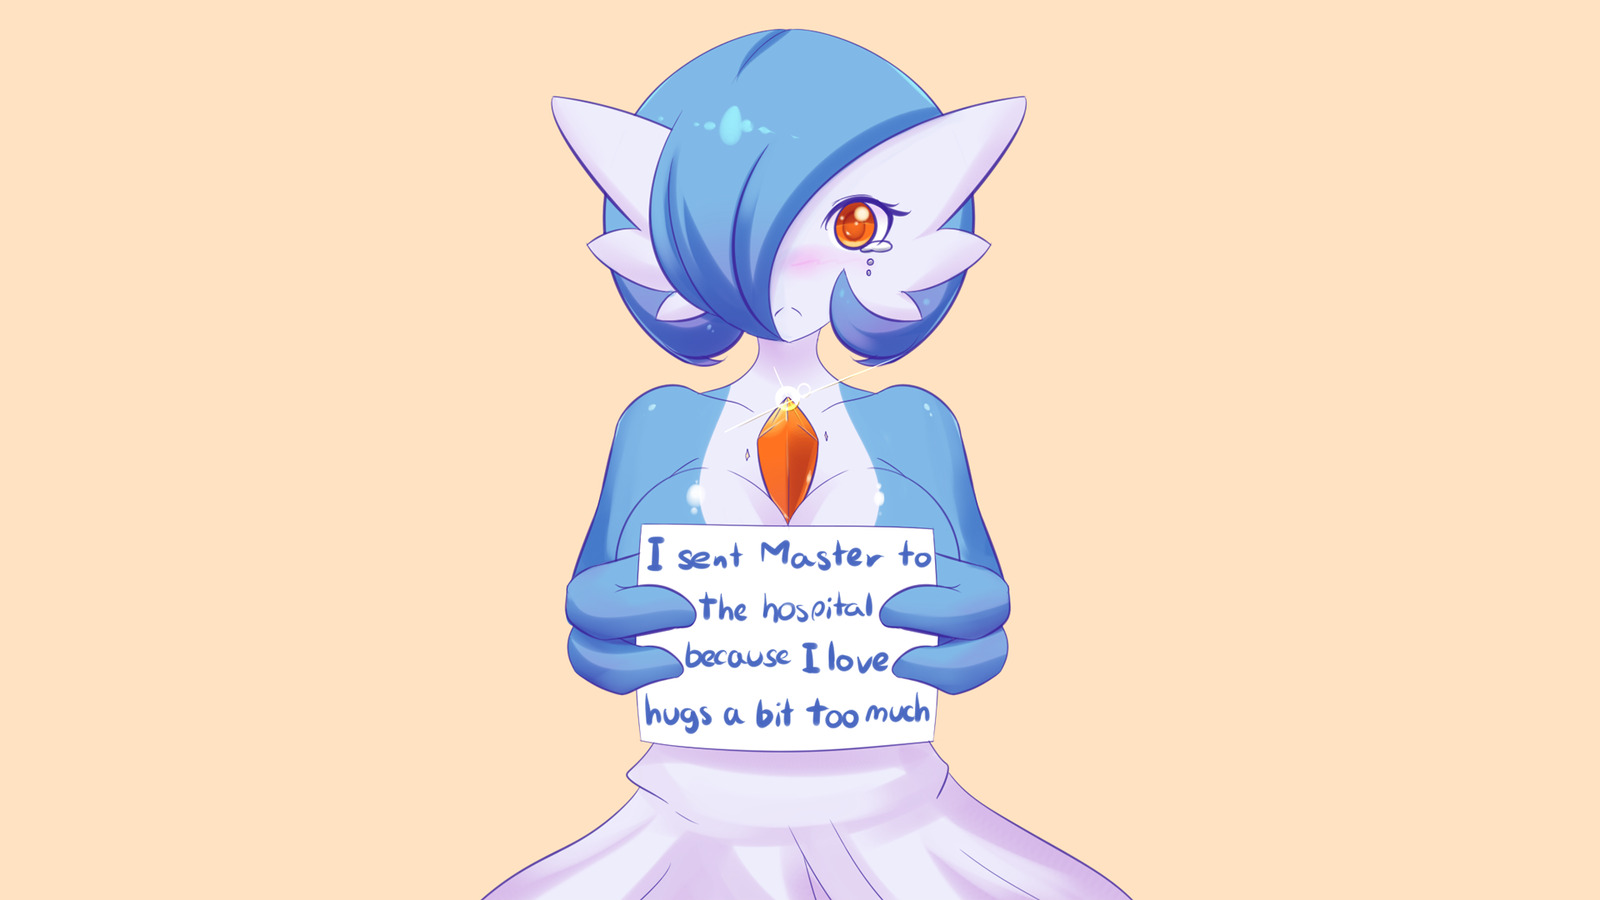 I sent Master to
the hospital
because I love
hugs a bit too much